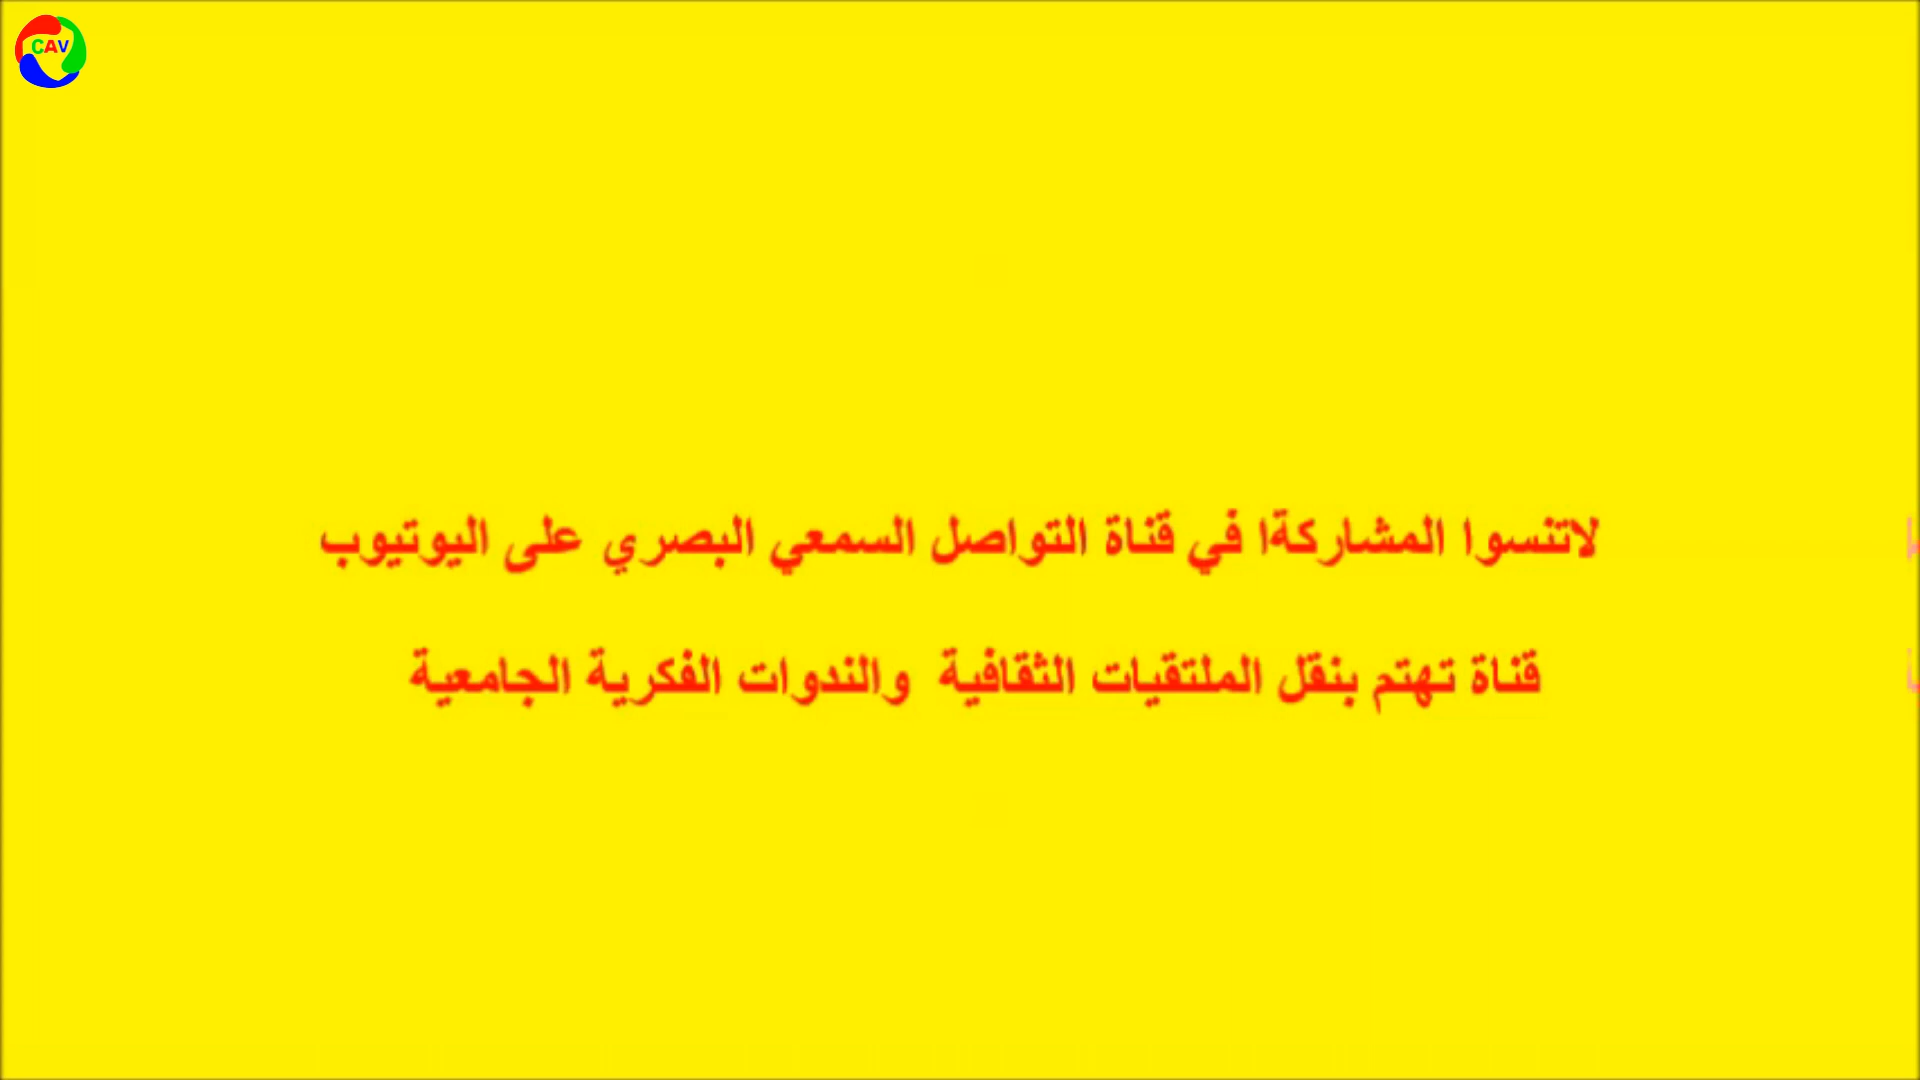 CAV
لاتنسوا المشاركةا في قناة التواصل السمعي البصري على اليوتيوب
قناة تهتم بنقل الملتقيات الثقافية والندوات الفكرية الجامعية